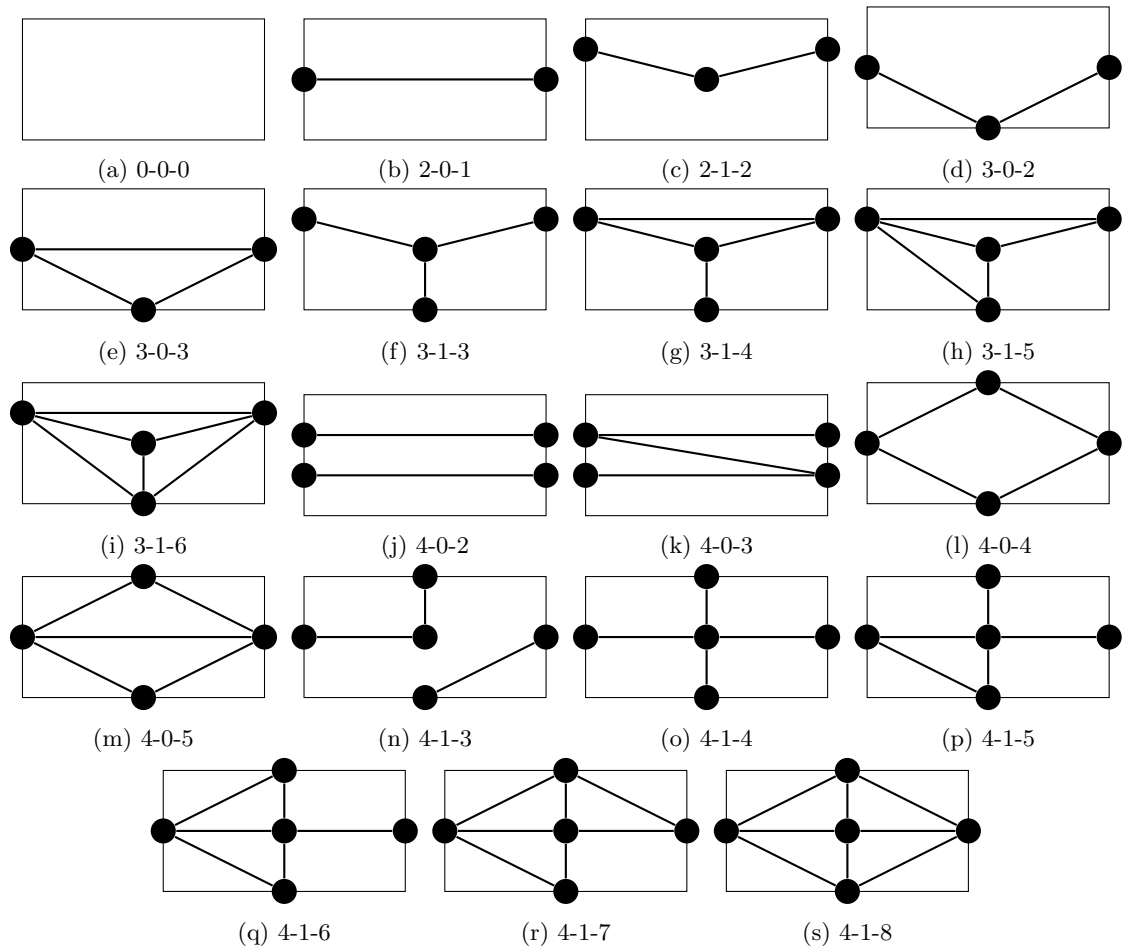 (a) 0-0-0
(b) 2-0-1
(c) 2-1-2
(d) 3-0-2
(e) 3-0-3
(f) 3-1-3
(g) 3-1-4
(h) 3-1-5
(i) 3-1-6
(j) 4-0-2
(k) 4-0-3
(l) 4-0-4
(m) 4-0-5
(n) 4-1-3
(o) 4-1-4
(p) 4-1-5
(q) 4-1-6
(r) 4-1-7
(s) 4-1-8